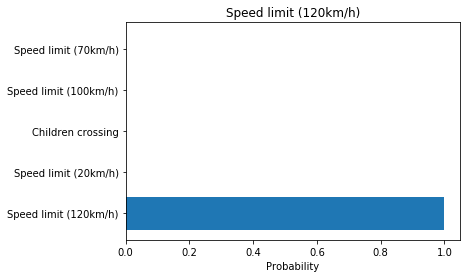 Speed limit (120km/h)
Speed limit (70km/h)
Speed limit (100km/h)
Children crossing
Speed limit (20km/h)
Speed limit (120km/h)
0.0 0.2 0.4 0.6 0.8 1.0
Probability